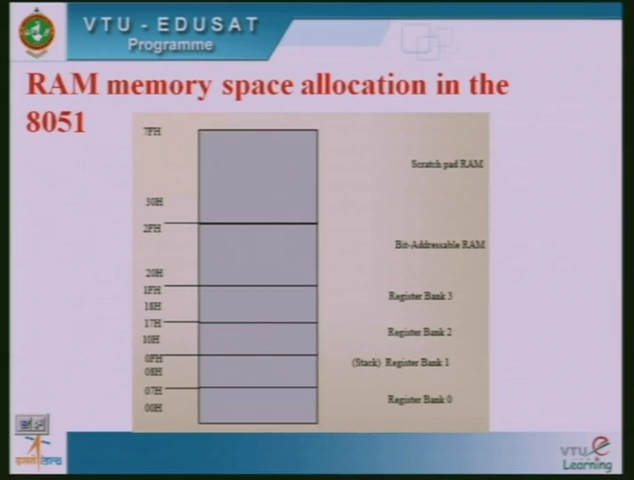 VTU - EDUSAT
Programme
RAM memory space allocation in the
8051
7FH
Scratch pad RAM
30H
2FH
Bit-Addressable RAM
20H
1FH
Register Bank 3
18H
17H
Register Bank 2
10H
0FH
(Stack) Register Bank 1
08H
07H
Register Bank 0
00H
इसरो isro
VTU
Learning